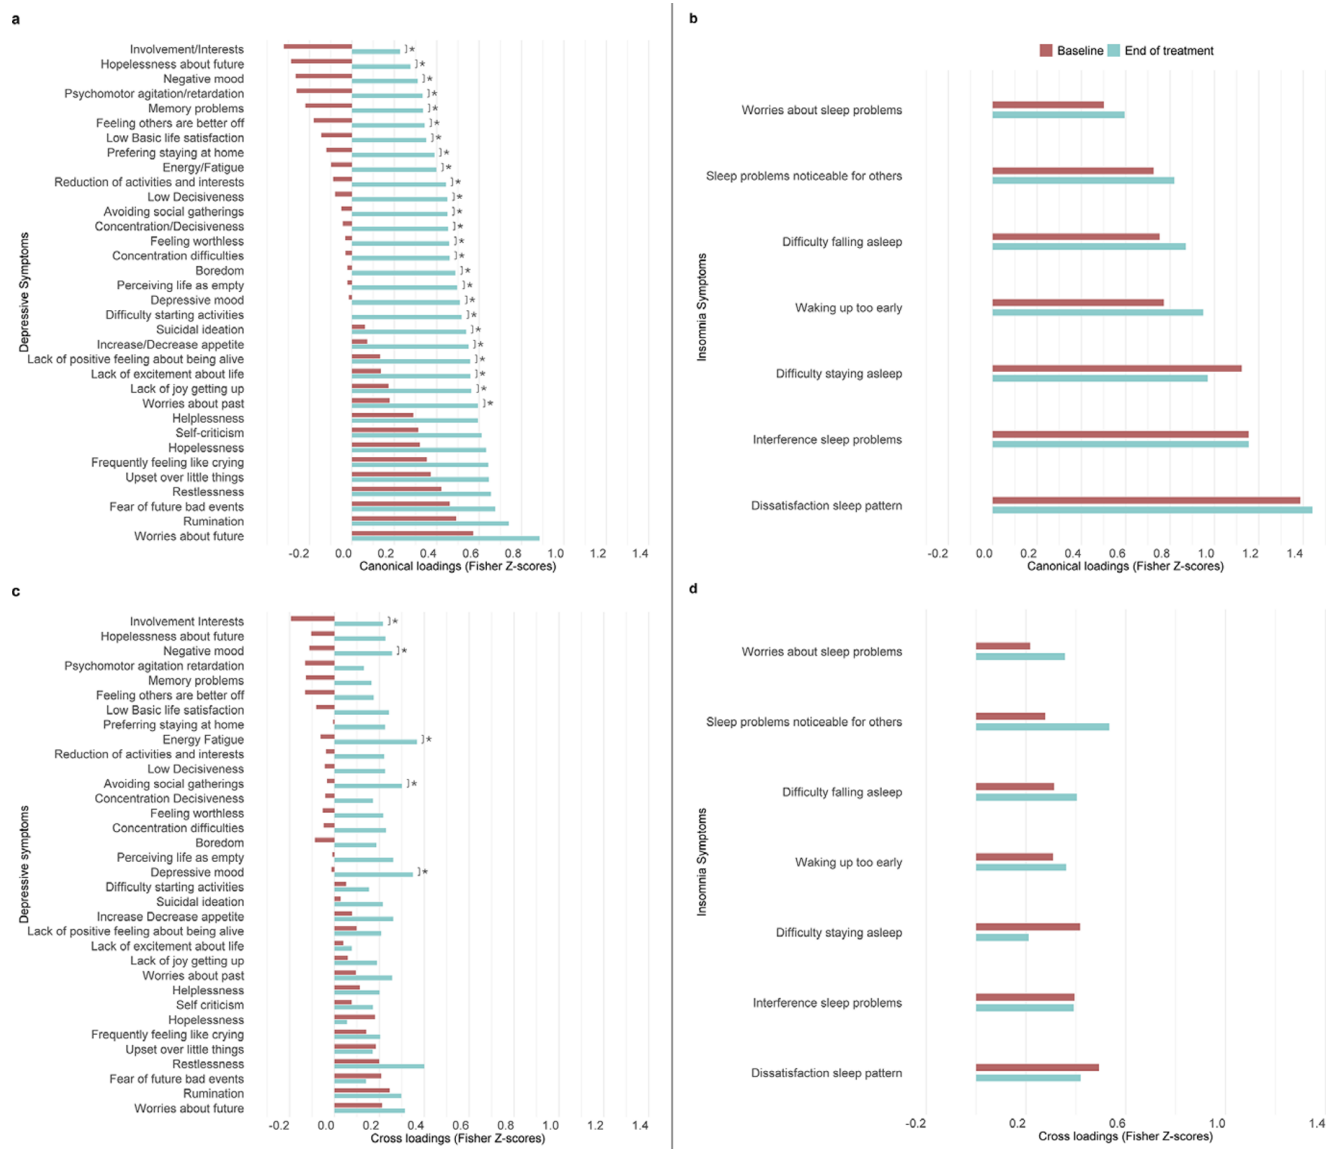 a
Involvement/Interests
Hopelessness about future
Negative mood
Psychomotor agitation/retardation
Memory problems
Feeling others are better off
Low Basic life satisfaction
Prefering staying at home
Energy/Fatigue
Reduction of activities and interests
Low Decisiveness
Avoiding social gatherings
Concentration/Decisiveness
Feeling worthless
Concentration difficulties
Boredom
Perceiving life as empty
Depressive mood
Difficulty starting activities
Suicidal ideation
Increase/Decrease appetite
Lack of positive feeling about being alive
Lack of excitement about life
Lack of joy getting up
Worries about past
Helplessness
Self-criticism
Hopelessness
Frequently feeling like crying
Upset over little things
Restlessness
Fear of future bad events
Rumination
Worries about future
Depressive Symptoms
-0.2 0.0 0.2 0.4 0.6 0.8 1.0 1.2 1.4
Canonical loadings (Fisher Z-scores)
b
Baseline End of treatment
Worries about sleep problems
Sleep problems noticeable for others
Difficulty falling asleep
Waking up too early
Difficulty staying asleep
Interference sleep problems
Dissatisfaction sleep pattern
Insomnia Symptoms
-0.2 0.0 0.2 0.4 0.6 0.8 1.0 1.2 1.4
Canonical loadings (Fisher Z-scores)
c
Involvement Interests
Hopelessness about future
Negative mood
Psychomotor agitation retardation
Memory problems
Feeling others are better off
Low Basic life satisfaction
Preferring staying at home
Energy Fatigue
Reduction of activities and interests
Low Decisiveness
Avoiding social gatherings
Concentration Decisiveness
Feeling worthless
Concentration difficulties
Boredom
Perceiving life as empty
Depressive mood
Difficulty starting activities
Suicidal ideation
Increase Decrease appetite
Lack of positive feeling about being alive
Lack of excitement about life
Lack of joy getting up
Worries about past
Helplessness
Self criticism
Hopelessness
Frequently feeling like crying
Upset over little things
Restlessness
Fear of future bad events
Rumination
Worries about future
Depressive symptoms
-0.2 0.0 0.2 0.4 0.6 0.8 1.0 1.2 1.4
Cross loadings (Fisher Z-scores)
d
Worries about sleep problems
Sleep problems noticeable for others
Difficulty falling asleep
Waking up too early
Difficulty staying asleep
Interference sleep problems
Dissatisfaction sleep pattern
Insomnia Symptoms
-0.2 0.2 0.6 1.0 1.4
Cross loadings (Fisher Z-scores)